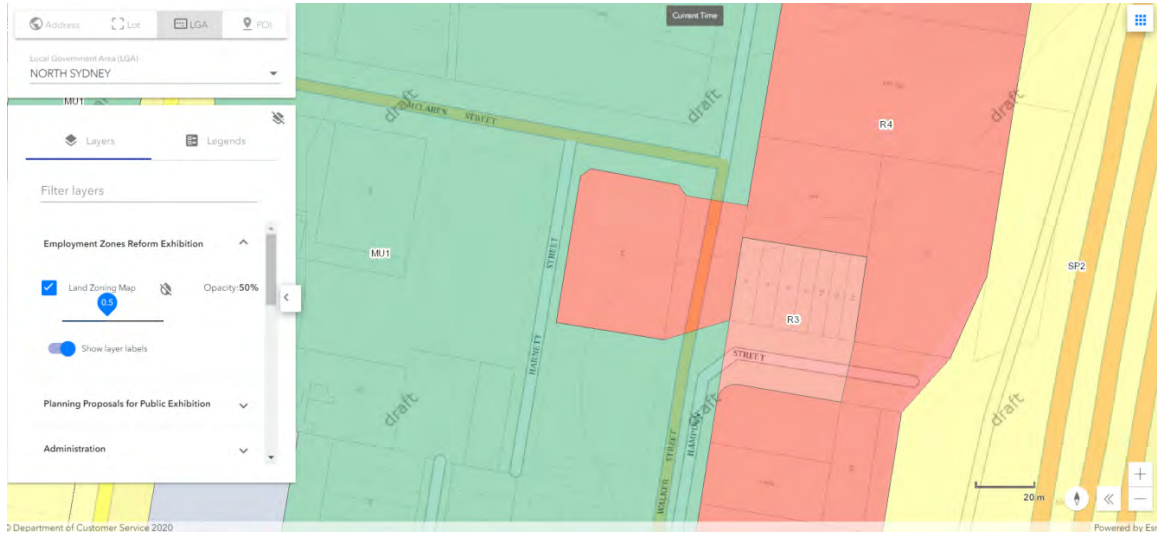 Address
Lot
LGA
POI
Local Government Area (LGA)
NORTH SYDNEY
Current Time
MU1
Layers
Legends
Filter layers
Employment Zones Reform Exhibition
Land Zoning Map
Opacity:50%
0.5
Show layer labels
Planning Proposals for Public Exhibition
Administration
draft
draft
draft
MCLAREN STREET
R4
MU1
HARNETT STREET
SP2
R3
STREET
HAMPDEN
WALKER STREET
draft
draft
draft
20 m
© Department of Customer Service 2020
Powered by Esri